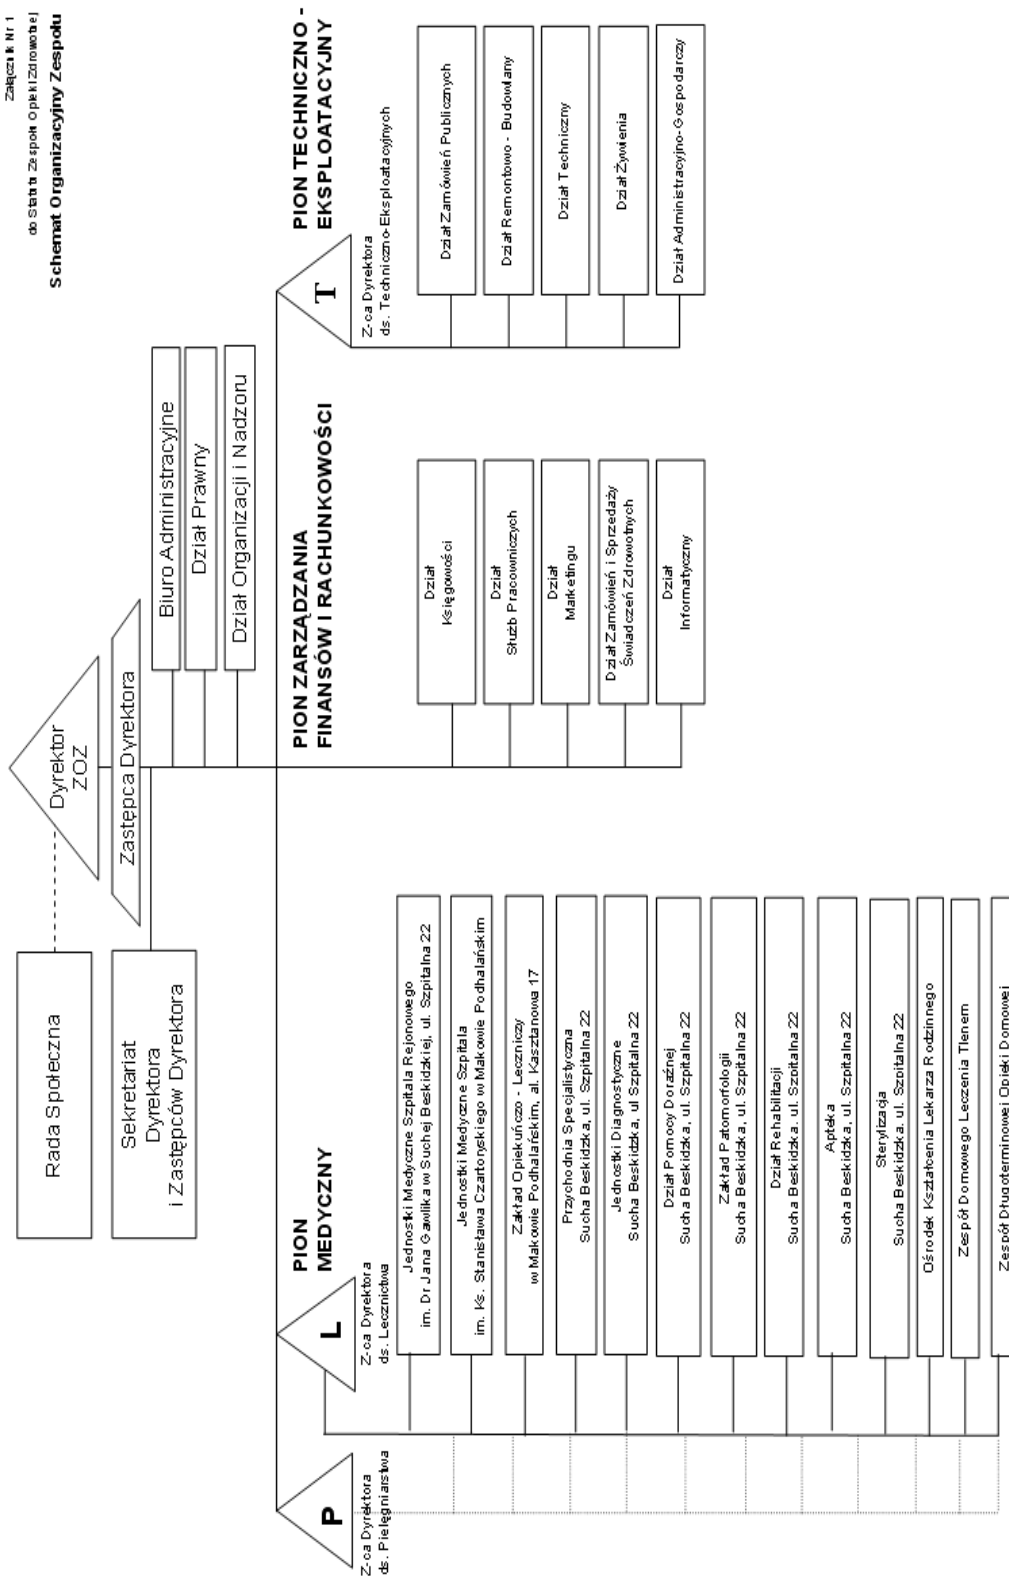 Załącznik Nr 1
do Statutu Zespołu Opieki Zdrowotnej
Schemat Organizacyjny Zespołu
Dyrektor
ZOZ
Zastępca Dyrektora
Rada Społeczna
Sekretariat
Dyrektora
i Zastępców Dyrektora
Biuro Administracyjne
Dział Prawny
Dział Organizacji i Nadzoru
P
Z-ca Dyrektora
ds. Pielęgniarstwa
L
Z-ca Dyrektora
ds. Lecznictwa
PION
MEDYCZNY
Jednostki Medyczne Szpitala Rejonowego
im. Dr Jana Gawlika w Suchej Beskidzkiej, ul. Szpitalna 22
Jednostki Medyczne Szpitala
im. Ks. Stanisława Czartoryskiego w Makowie Podhalańskim
Zakład Opiekuńczo - Leczniczy
w Makowie Podhalańskim, al. Kasztanowa 17
Przychodnia Specjalistyczna
Sucha Beskidzka, ul. Szpitalna 22
Jednostki Diagnostyczne
Sucha Beskidzka, ul Szpitalna 22
Dział Pomocy Doraźnej
Sucha Beskidzka, ul. Szpitalna 22
Zakład Patomorfologii
Sucha Beskidzka, ul. Szpitalna 22
Dział Rehabilitacji
Sucha Beskidzka. ul. Szpitalna 22
Apteka
Sucha Beskidzka, ul. Szpitalna 22
Sterylizacja
Sucha Beskidzka. ul. Szpitalna 22
Ośrodek Kształcenia Lekarza Rodzinnego
Zespół Domowego Leczenia Tlenem
Zespół Długoterminowej Opieki Domowej
PION ZARZĄDZANIA
FINANSÓW I RACHUNKOWOŚCI
Dział
Księgowości
Dział
Służb Pracowniczych
Dział
Marketingu
Dział Zamówień i Sprzedaży
Świadczeń Zdrowotnych
Dział
Informatyczny
PION TECHNICZNO -
EKSPLOATACYJNY
T
Z-ca Dyrektora
ds. Techniczno-Eksploatacyjnych
Dział Zamówień Publicznych
Dział Remontowo - Budowlany
Dział Techniczny
Dział Żywienia
Dział Administracyjno-Gospodarczy